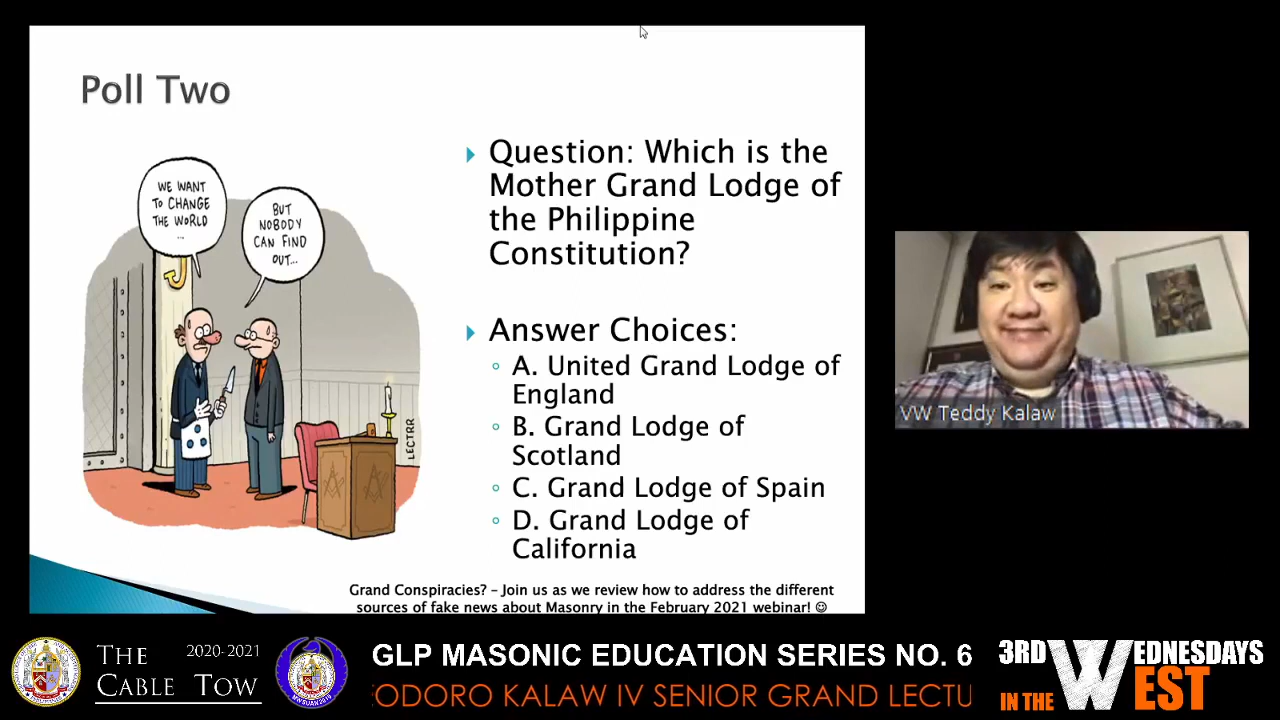 Poll Two
WE WANT
TO CHANGE
THE WORLD
...
BUT
NOBODY
CAN FIND
OUT...
J
LECTRR
Question: Which is the
Mother Grand Lodge of
the Philippine
Constitution?
Answer Choices:
A. United Grand Lodge of
England
B. Grand Lodge of
Scotland
C. Grand Lodge of Spain
D. Grand Lodge of
California
Grand Conspiracies? – Join us as we review how to address the different
sources of fake news about Masonry in the February 2021 webinar! ☺
VW Teddy Kalaw
THE 2020-2021
CABLE TOW
GLP MASONIC EDUCATION SERIES NO. 6
EODORO KALAW IV SENIOR GRAND LECTU
3RD WEDNESDAYS
IN THE WEST